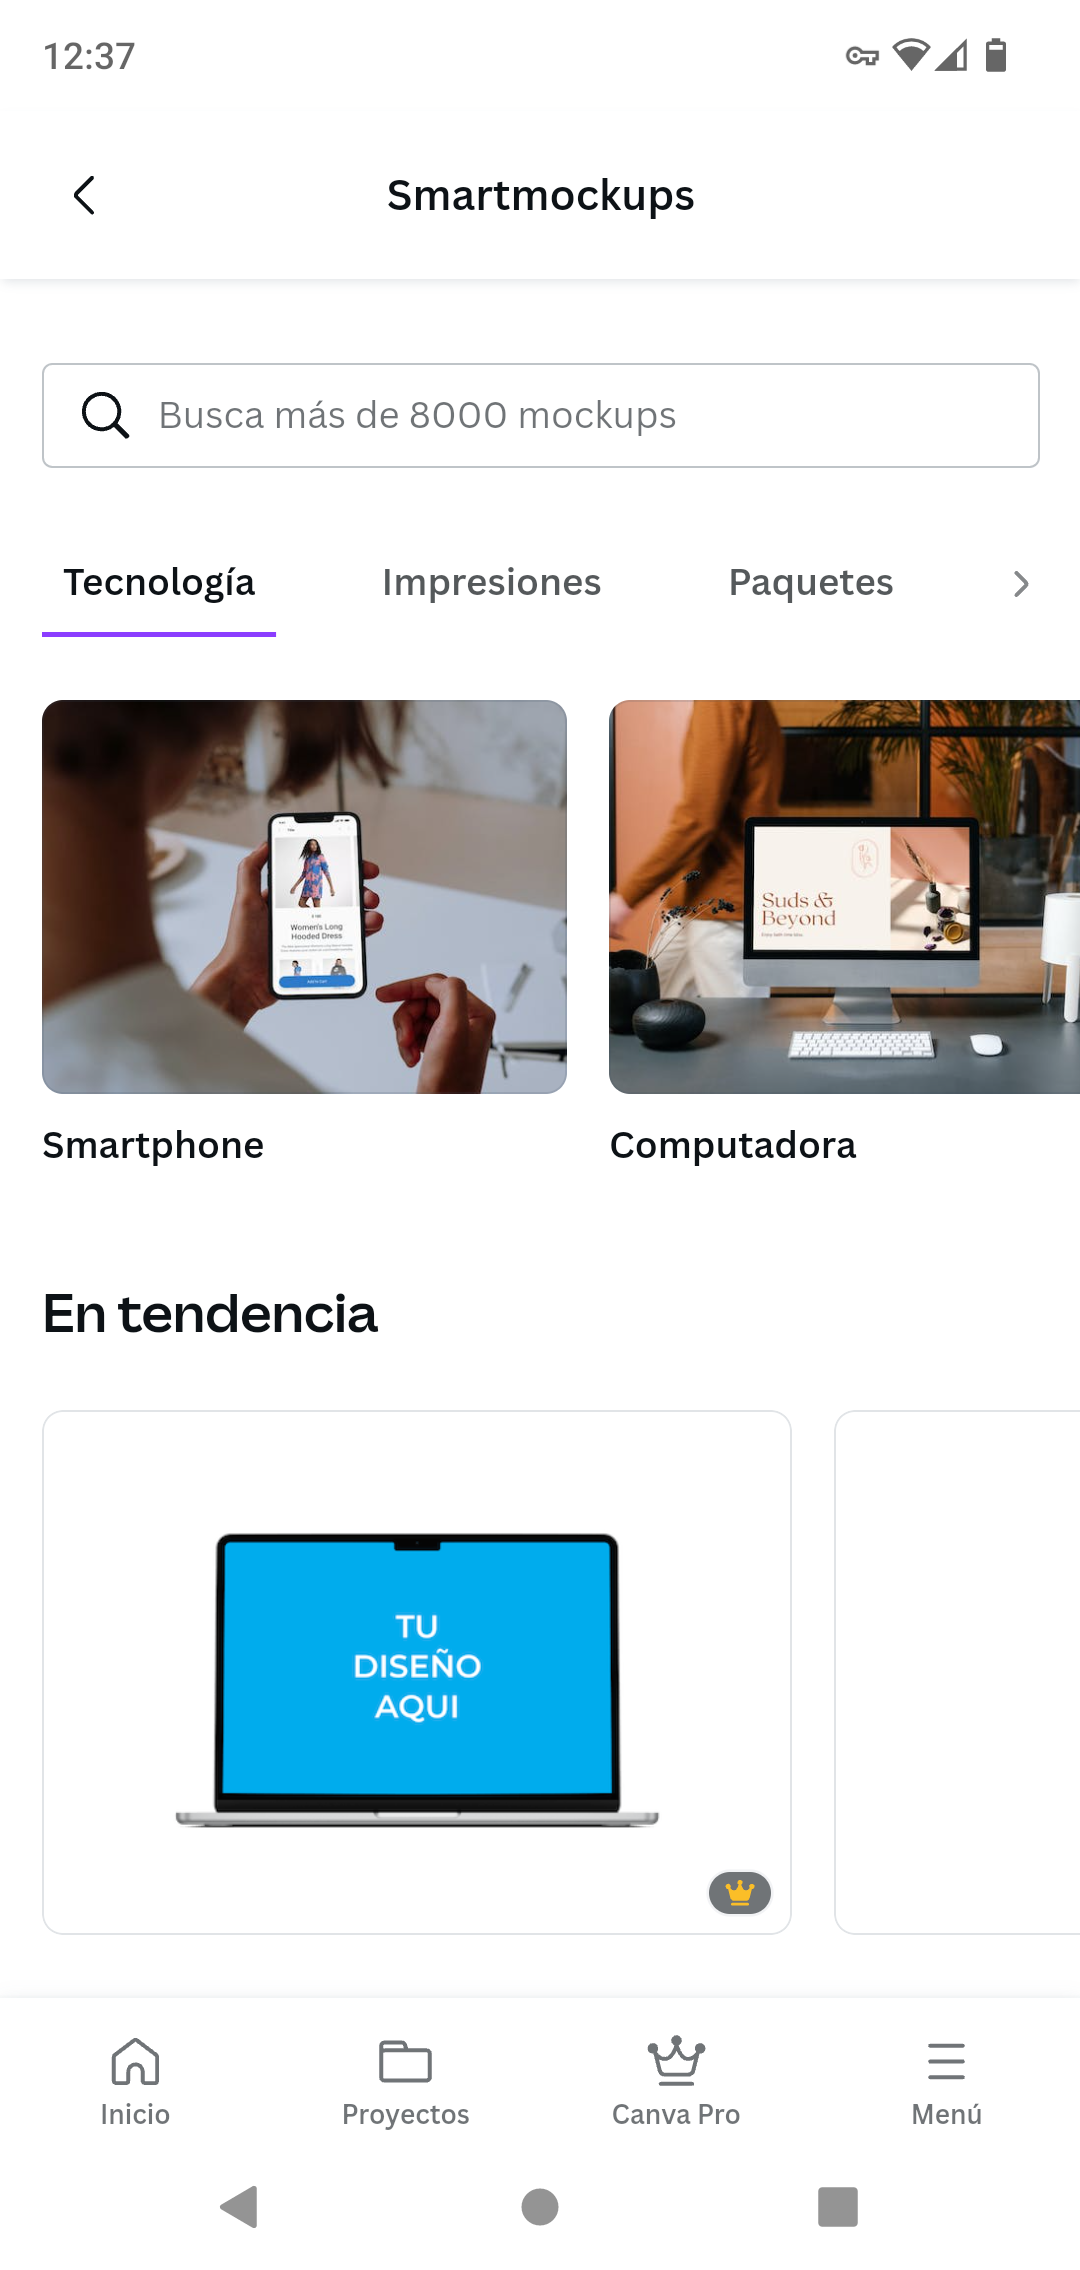 12:37
Smartmockups
Busca más de 8000 mockups
Tecnología
Impresiones
Paquetes
Women's Long
Hooded Dress
Suds &
Beyond
Smartphone
Computadora
En tendencia
TU
DISEÑO
AQUI
Inicio
Proyectos
Canva Pro
Menú